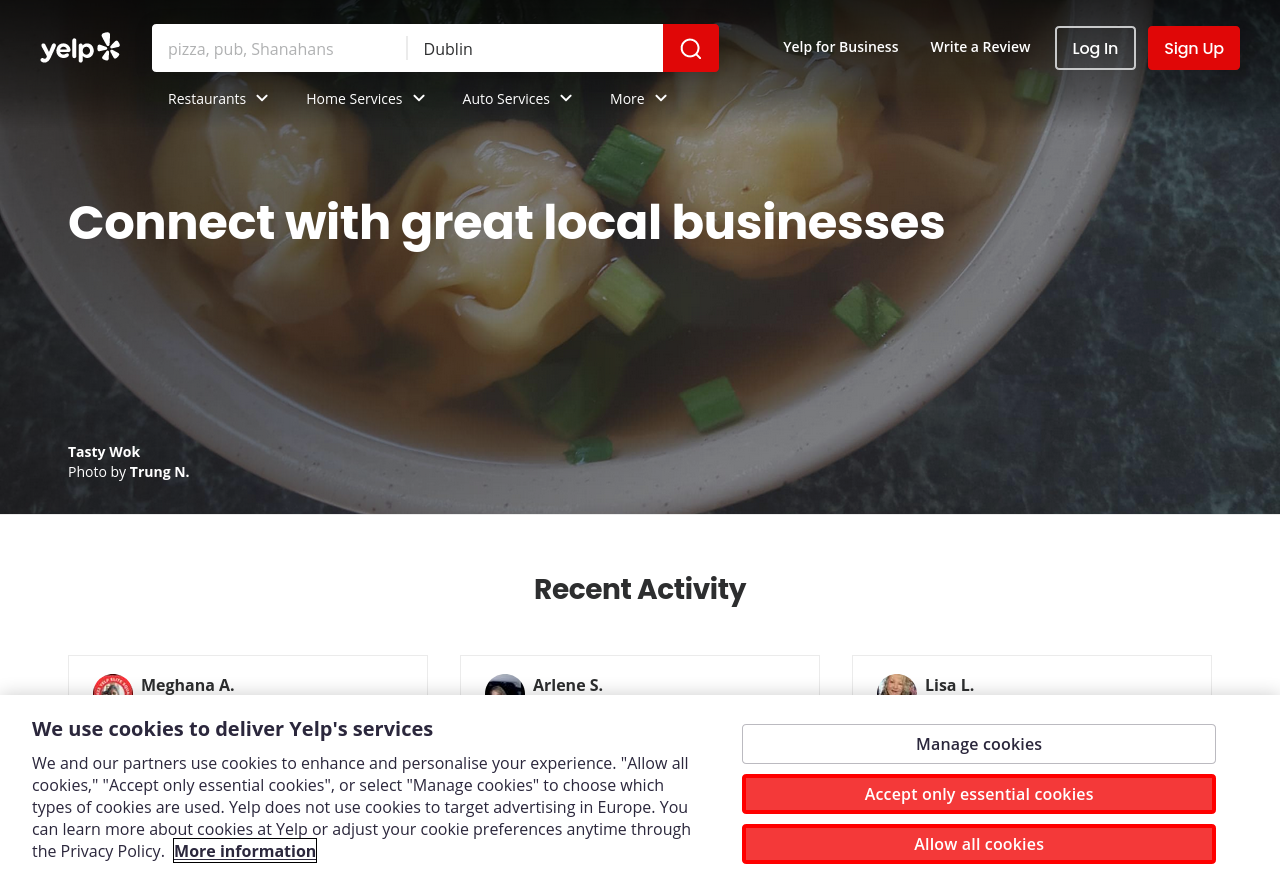 yelp
pizza, pub, Shanahans
Dublin
Yelp for Business
Write a Review
Log In
Sign Up
Restaurants
Home Services
Auto Services
More
Connect with great local businesses
Tasty Wok
Photo by Trung N.
Recent Activity
Meghana A.
Arlene S.
Lisa L.
We use cookies to deliver Yelp's services
We and our partners use cookies to enhance and personalise your experience. "Allow all
cookies," "Accept only essential cookies", or select "Manage cookies" to choose which
types of cookies are used. Yelp does not use cookies to target advertising in Europe. You
can learn more about cookies at Yelp or adjust your cookie preferences anytime through
the Privacy Policy. More information
Manage cookies
Accept only essential cookies
Allow all cookies